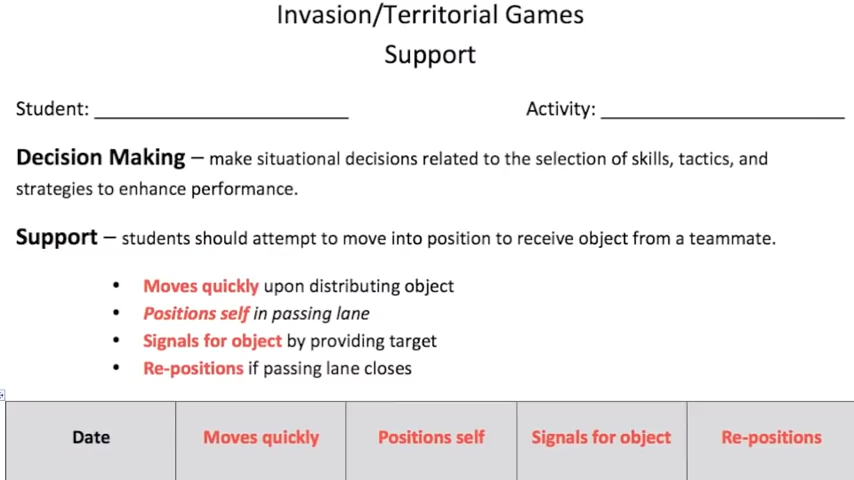 Invasion/Territorial Games
Support
Student: ________________________ Activity: ________________________
Decision Making – make situational decisions related to the selection of skills, tactics, and
strategies to enhance performance.
Support – students should attempt to move into position to receive object from a teammate.
• Moves quickly upon distributing object
• Positions self in passing lane
• Signals for object by providing target
• Re-positions if passing lane closes
Date Moves quickly Positions self Signals for object Re-positions